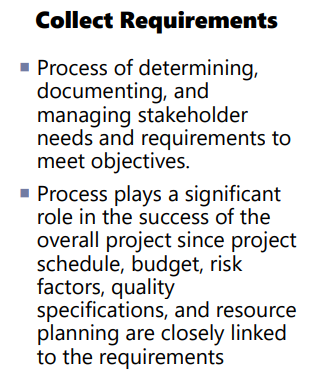 Collect Requirements
▪ Process of determining,
documenting, and
managing stakeholder
needs and requirements to
meet objectives.
▪ Process plays a significant
role in the success of the
overall project since project
schedule, budget, risk
factors, quality
specifications, and resource
planning are closely linked
to the requirements